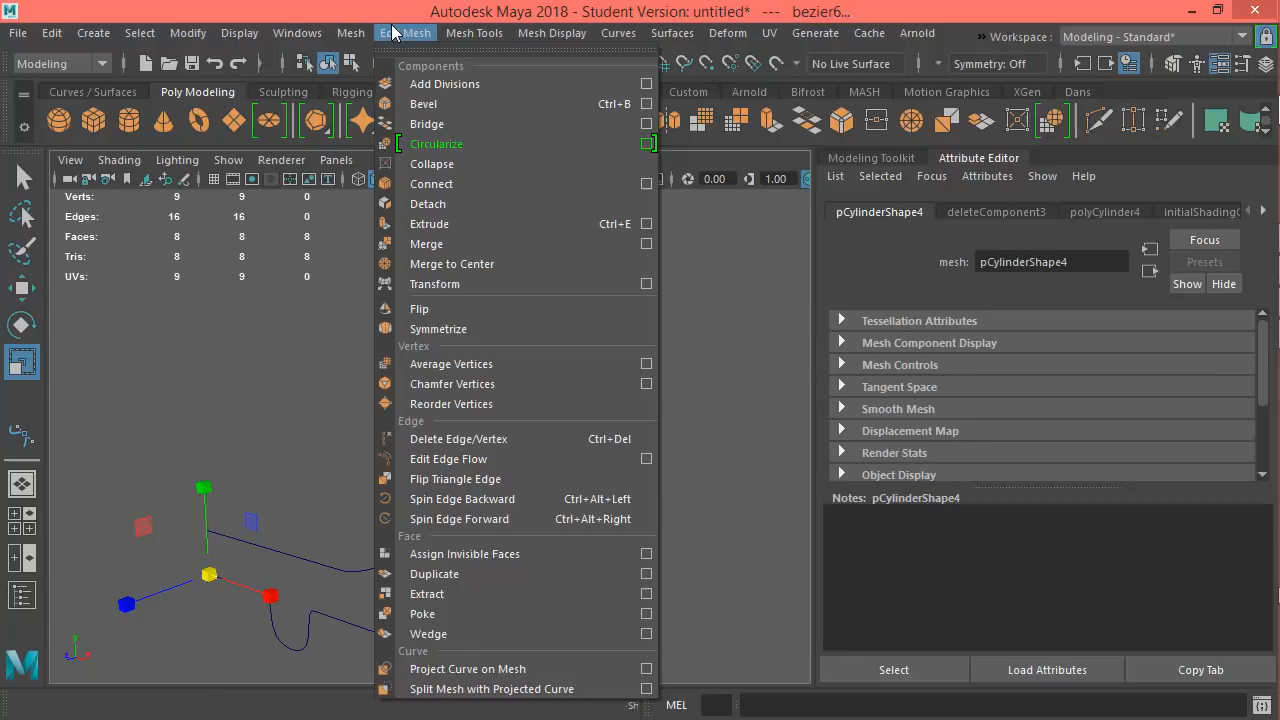 Autodesk Maya 2018 - Student Version: untitled*   ---   bezier6...
File Edit Create Select Modify Display Windows Mesh Edit Mesh Mesh Tools Mesh Display Curves Surfaces Deform UV Generate Cache Arnold » Workspace : Modeling - Standard*
Modeling No Live Surface Symmetry: Off
Curves / Surfaces Poly Modeling Sculpting Rigging Custom Arnold Bifrost MASH Motion Graphics XGen Dans
View Shading Lighting Show Renderer Panels
0.00 1.00
Verts: 9 9 0
Edges: 16 16 0
Faces: 8 8 0
Tris: 8 8 0
UVs: 9 9 0
Components
Add Divisions
Bevel Ctrl+B
Bridge
Circularize
Collapse
Connect
Detach
Extrude Ctrl+E
Merge
Merge to Center
Transform
Flip
Symmetrize
Vertex
Average Vertices
Chamfer Vertices
Reorder Vertices
Edge
Delete Edge/Vertex Ctrl+Del
Edit Edge Flow
Flip Triangle Edge
Spin Edge Backward Ctrl+Alt+Left
Spin Edge Forward Ctrl+Alt+Right
Face
Assign Invisible Faces
Duplicate
Extract
Poke
Wedge
Curve
Project Curve on Mesh
Split Mesh with Projected Curve
Modeling Toolkit Attribute Editor
List Selected Focus Attributes Show Help
pCylinderShape4 deleteComponent3 polyCylinder4 initialShadingG
Focus
mesh: pCylinderShape4
Presets
Show Hide
Tessellation Attributes
Mesh Component Display
Mesh Controls
Tangent Space
Smooth Mesh
Displacement Map
Render Stats
Object Display
Notes: pCylinderShape4
Select Load Attributes Copy Tab
MEL
y
z x